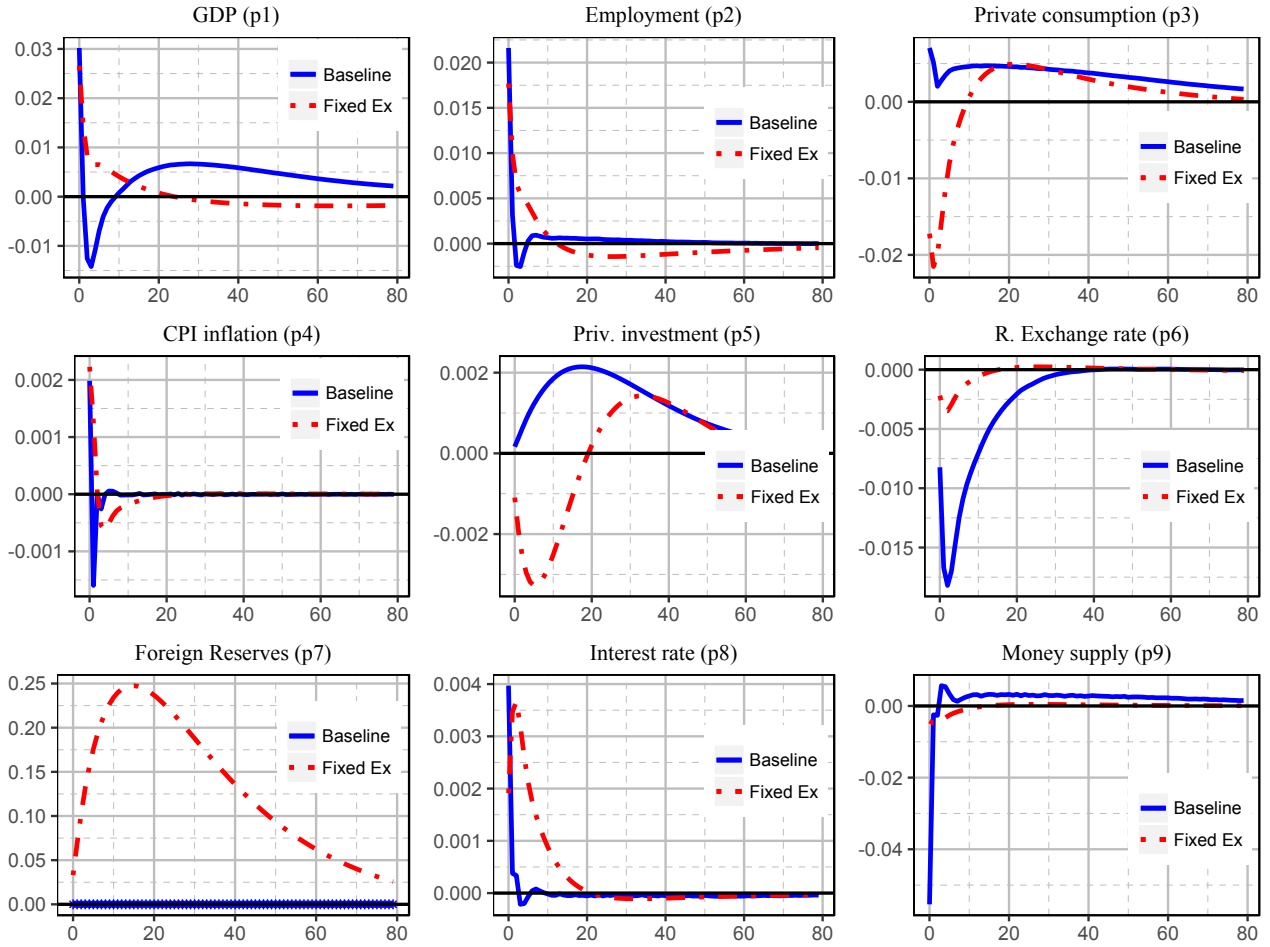 GDP (p1)
0.03
0.02
0.01
0.00
-0.01
0 20 40 60 80
Baseline
Fixed Ex
Employment (p2)
0.020
0.015
0.010
0.005
0.000
0 20 40 60 80
Baseline
Fixed Ex
Private consumption (p3)
0.00
-0.01
-0.02
0 20 40 60 80
Baseline
Fixed Ex
CPI inflation (p4)
0.002
0.001
0.000
-0.001
0 20 40 60 80
Baseline
Fixed Ex
Priv. investment (p5)
0.002
0.000
-0.002
0 20 40 60 80
Baseline
Fixed Ex
R. Exchange rate (p6)
0.000
-0.005
-0.010
-0.015
0 20 40 60 80
Baseline
Fixed Ex
Foreign Reserves (p7)
0.25
0.20
0.15
0.10
0.05
0.00
0 20 40 60 80
Baseline
Fixed Ex
Interest rate (p8)
0.004
0.003
0.002
0.001
0.000
0 20 40 60 80
Baseline
Fixed Ex
Money supply (p9)
0.00
-0.02
-0.04
0 20 40 60 80
Baseline
Fixed Ex